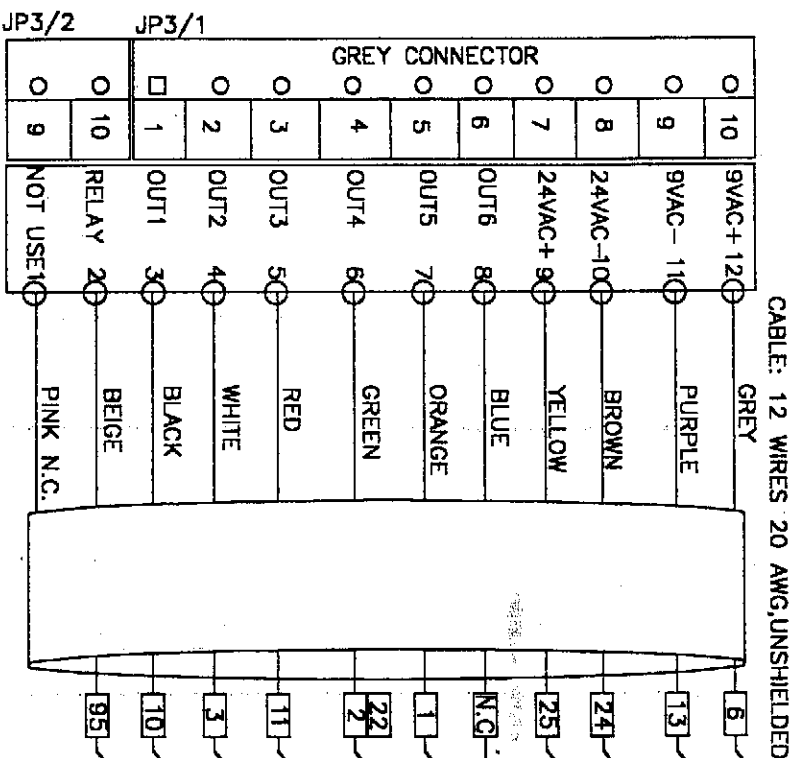 JP3/2
JP3/1
GREY CONNECTOR
9
10
1
2
3
4
5
6
7
8
9
10
NOT USE 1
RELAY 2
OUT1 3
OUT2 4
OUT3 5
OUT4 6
OUT5 7
OUT6 8
24VAC+ 9
24VAC- 10
9VAC- 11
9VAC+ 12
PINK N.C.
BEIGE
BLACK
WHITE
RED
GREEN
ORANGE
BLUE
YELLOW
BROWN
PURPLE
GREY
CABLE: 12 WIRES 20 AWG,UNSHIELDED
95
10
3
11
22
2
1
N.C
25
24
13
6